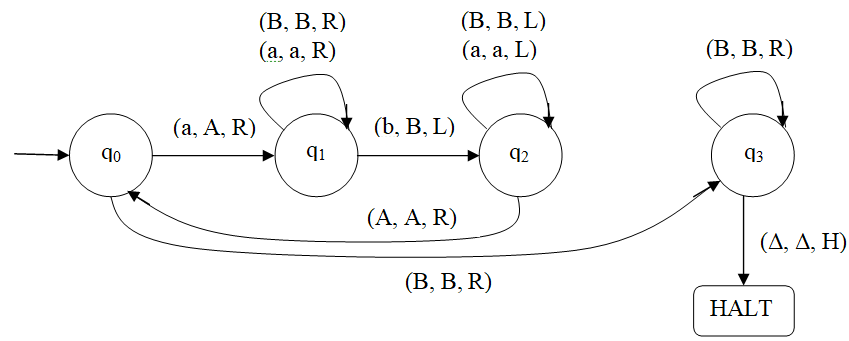 (B, B, R)
(a, a, R)
(B, B, L)
(a, a, L)
(B, B, R)
(a, A, R)
(b, B, L)
q₀
q₁
q₂
q₃
(A, A, R)
(Δ, Δ, H)
(B, B, R)
HALT